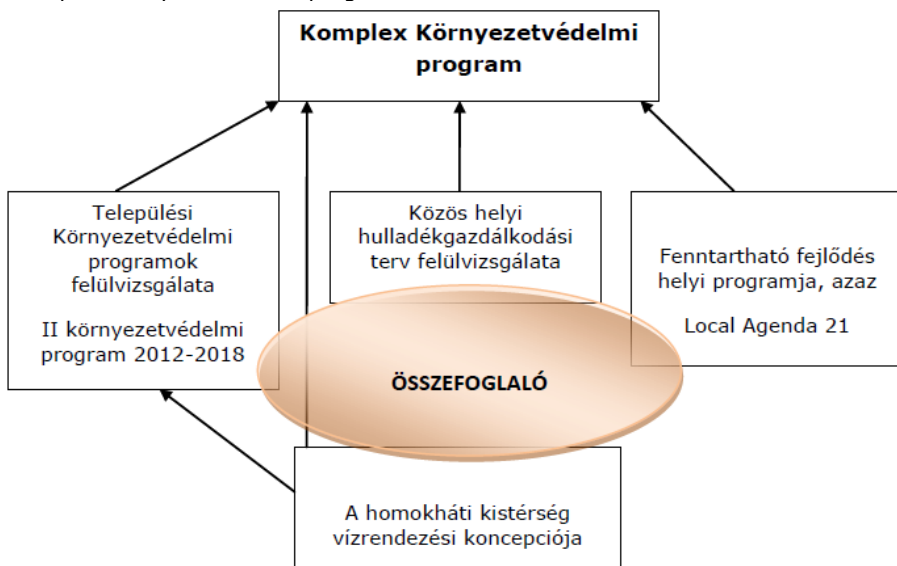 Komplex Környezetvédelmi
program
Települési
Környezetvédelmi
programok
felülvizsgálata
II környezetvédelmi
program 2012-2018
Közös helyi
hulladékgazdálkodási
terv felülvizsgálata
Fenntartható fejlődés
helyi programja, azaz
Local Agenda 21
ÖSSZEFOGLALÓ
A homokháti kistérség
vízrendezési koncepciója